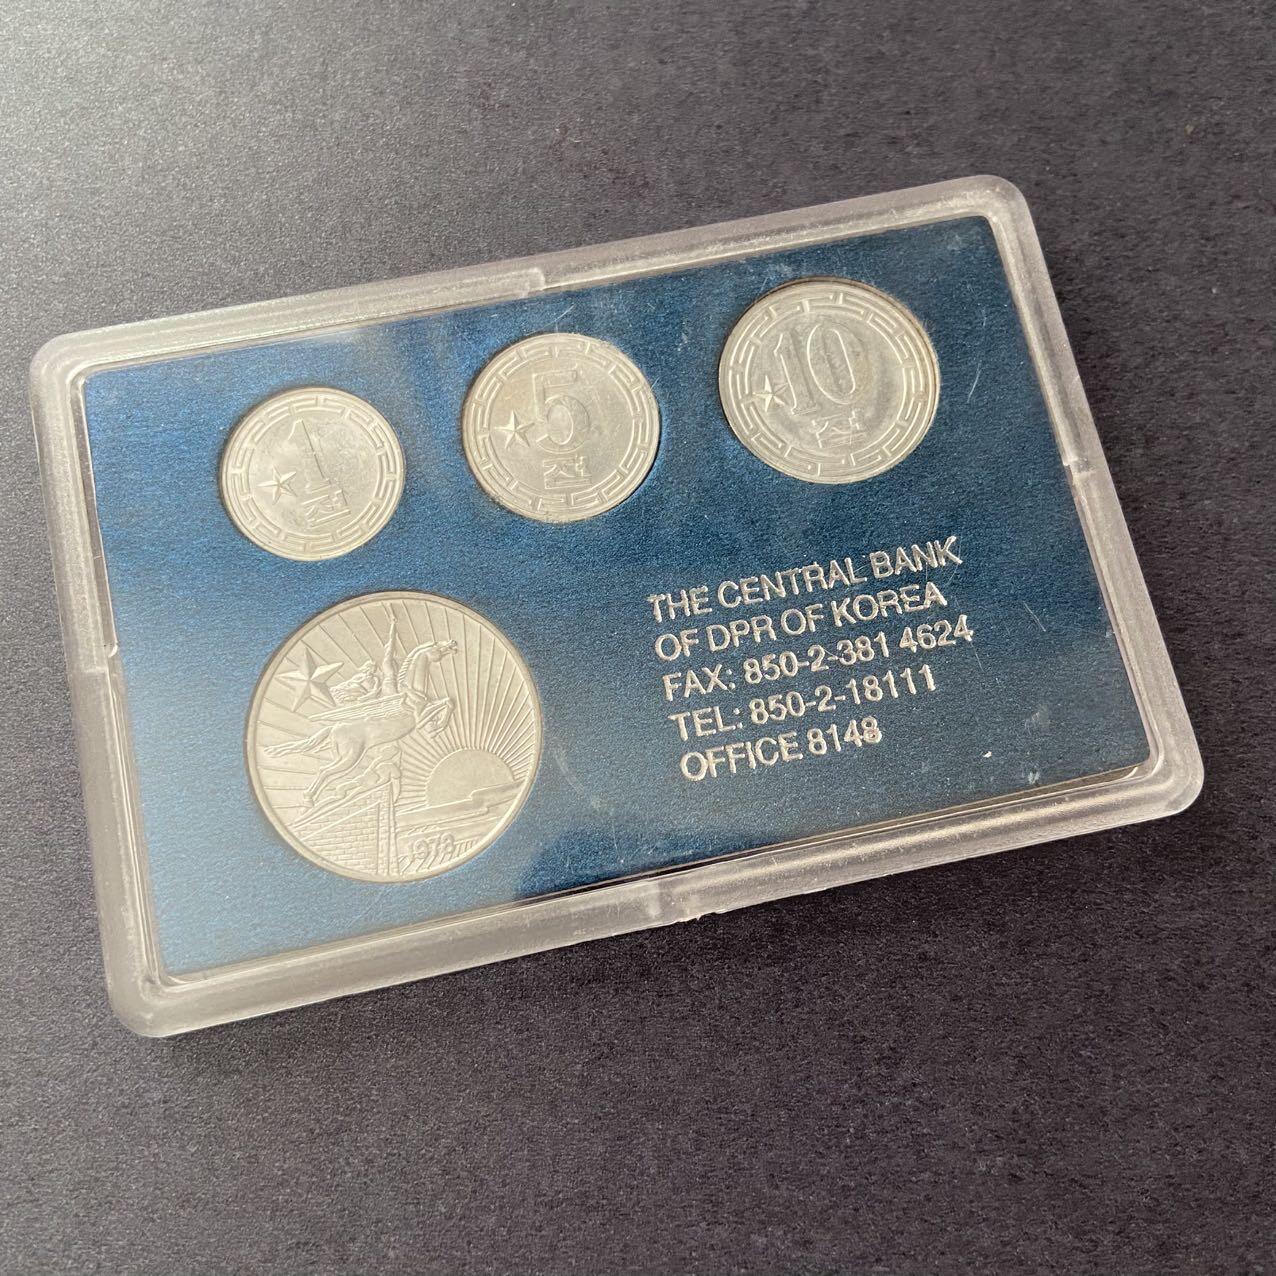 1
전
5
전
10
전
1978
THE CENTRAL BANK
OF DPR OF KOREA
FAX: 850-2-381 4624
TEL: 850-2-18111
OFFICE 8148